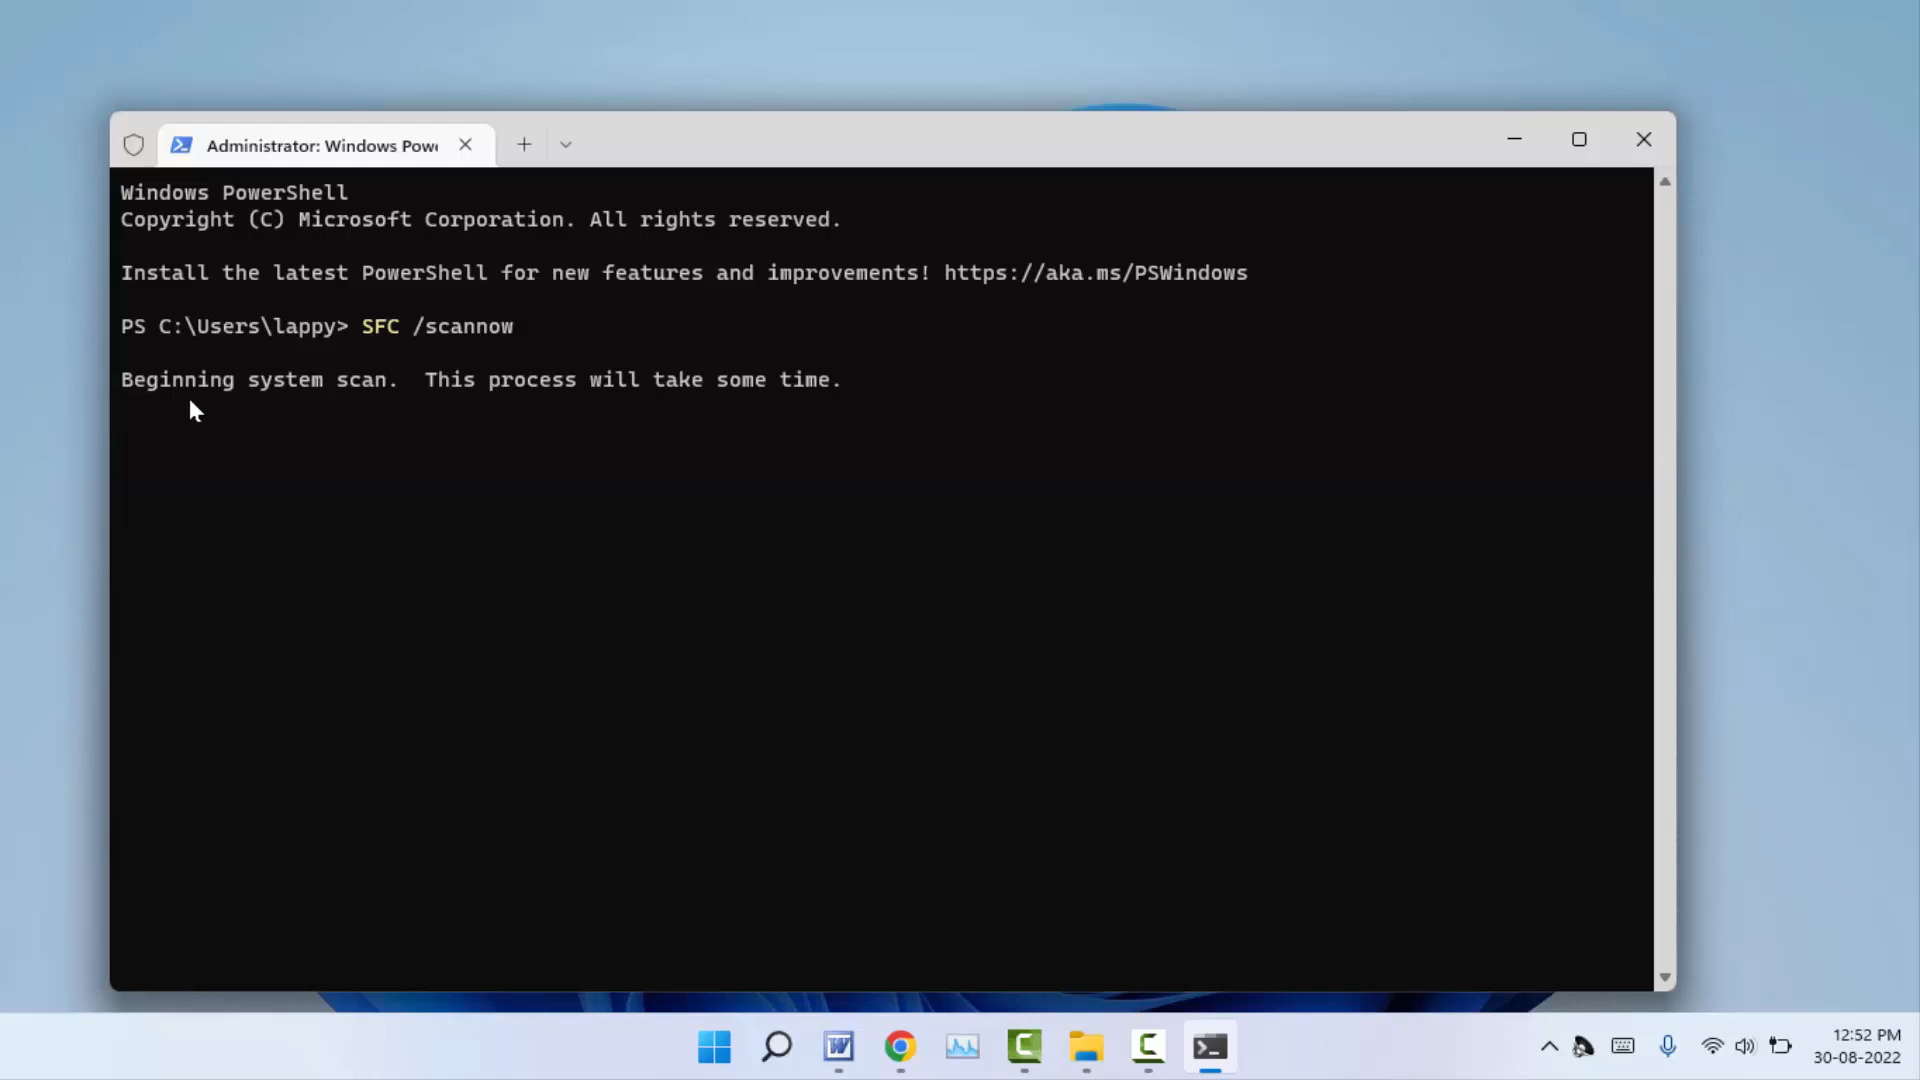 Administrator: Windows Pow
Windows PowerShell
Copyright (C) Microsoft Corporation. All rights reserved.
Install the latest PowerShell for new features and improvements! https://aka.ms/PSWindows
PS C:\Users\lappy> SFC /scannow
Beginning system scan.  This process will take some time.
12:52 PM
30-08-2022